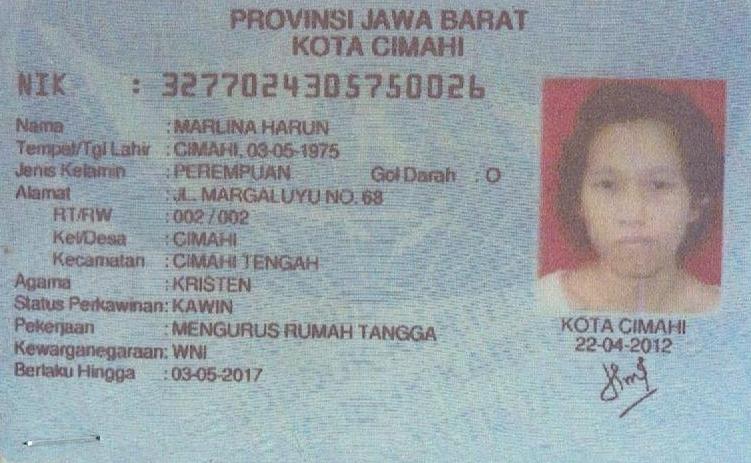 PROVINSI JAWA BARAT
KOTA CIMAHI
NIK : 3277024305750026
Nama : MARLINA HARUN
Tempat/Tgl Lahir : CIMAHI, 03-05-1975
Jenis Kelamin : PEREMPUAN Gol Darah : O
Alamat : JL. MARGALUYU NO. 68
RT/RW : 002 / 002
Kel/Desa : CIMAHI
Kecamatan : CIMAHI TENGAH
Agama : KRISTEN
Status Perkawinan: KAWIN
Pekerjaan : MENGURUS RUMAH TANGGA
Kewarganegaraan: WNI
Berlaku Hingga : 03-05-2017
KOTA CIMAHI
22-04-2012